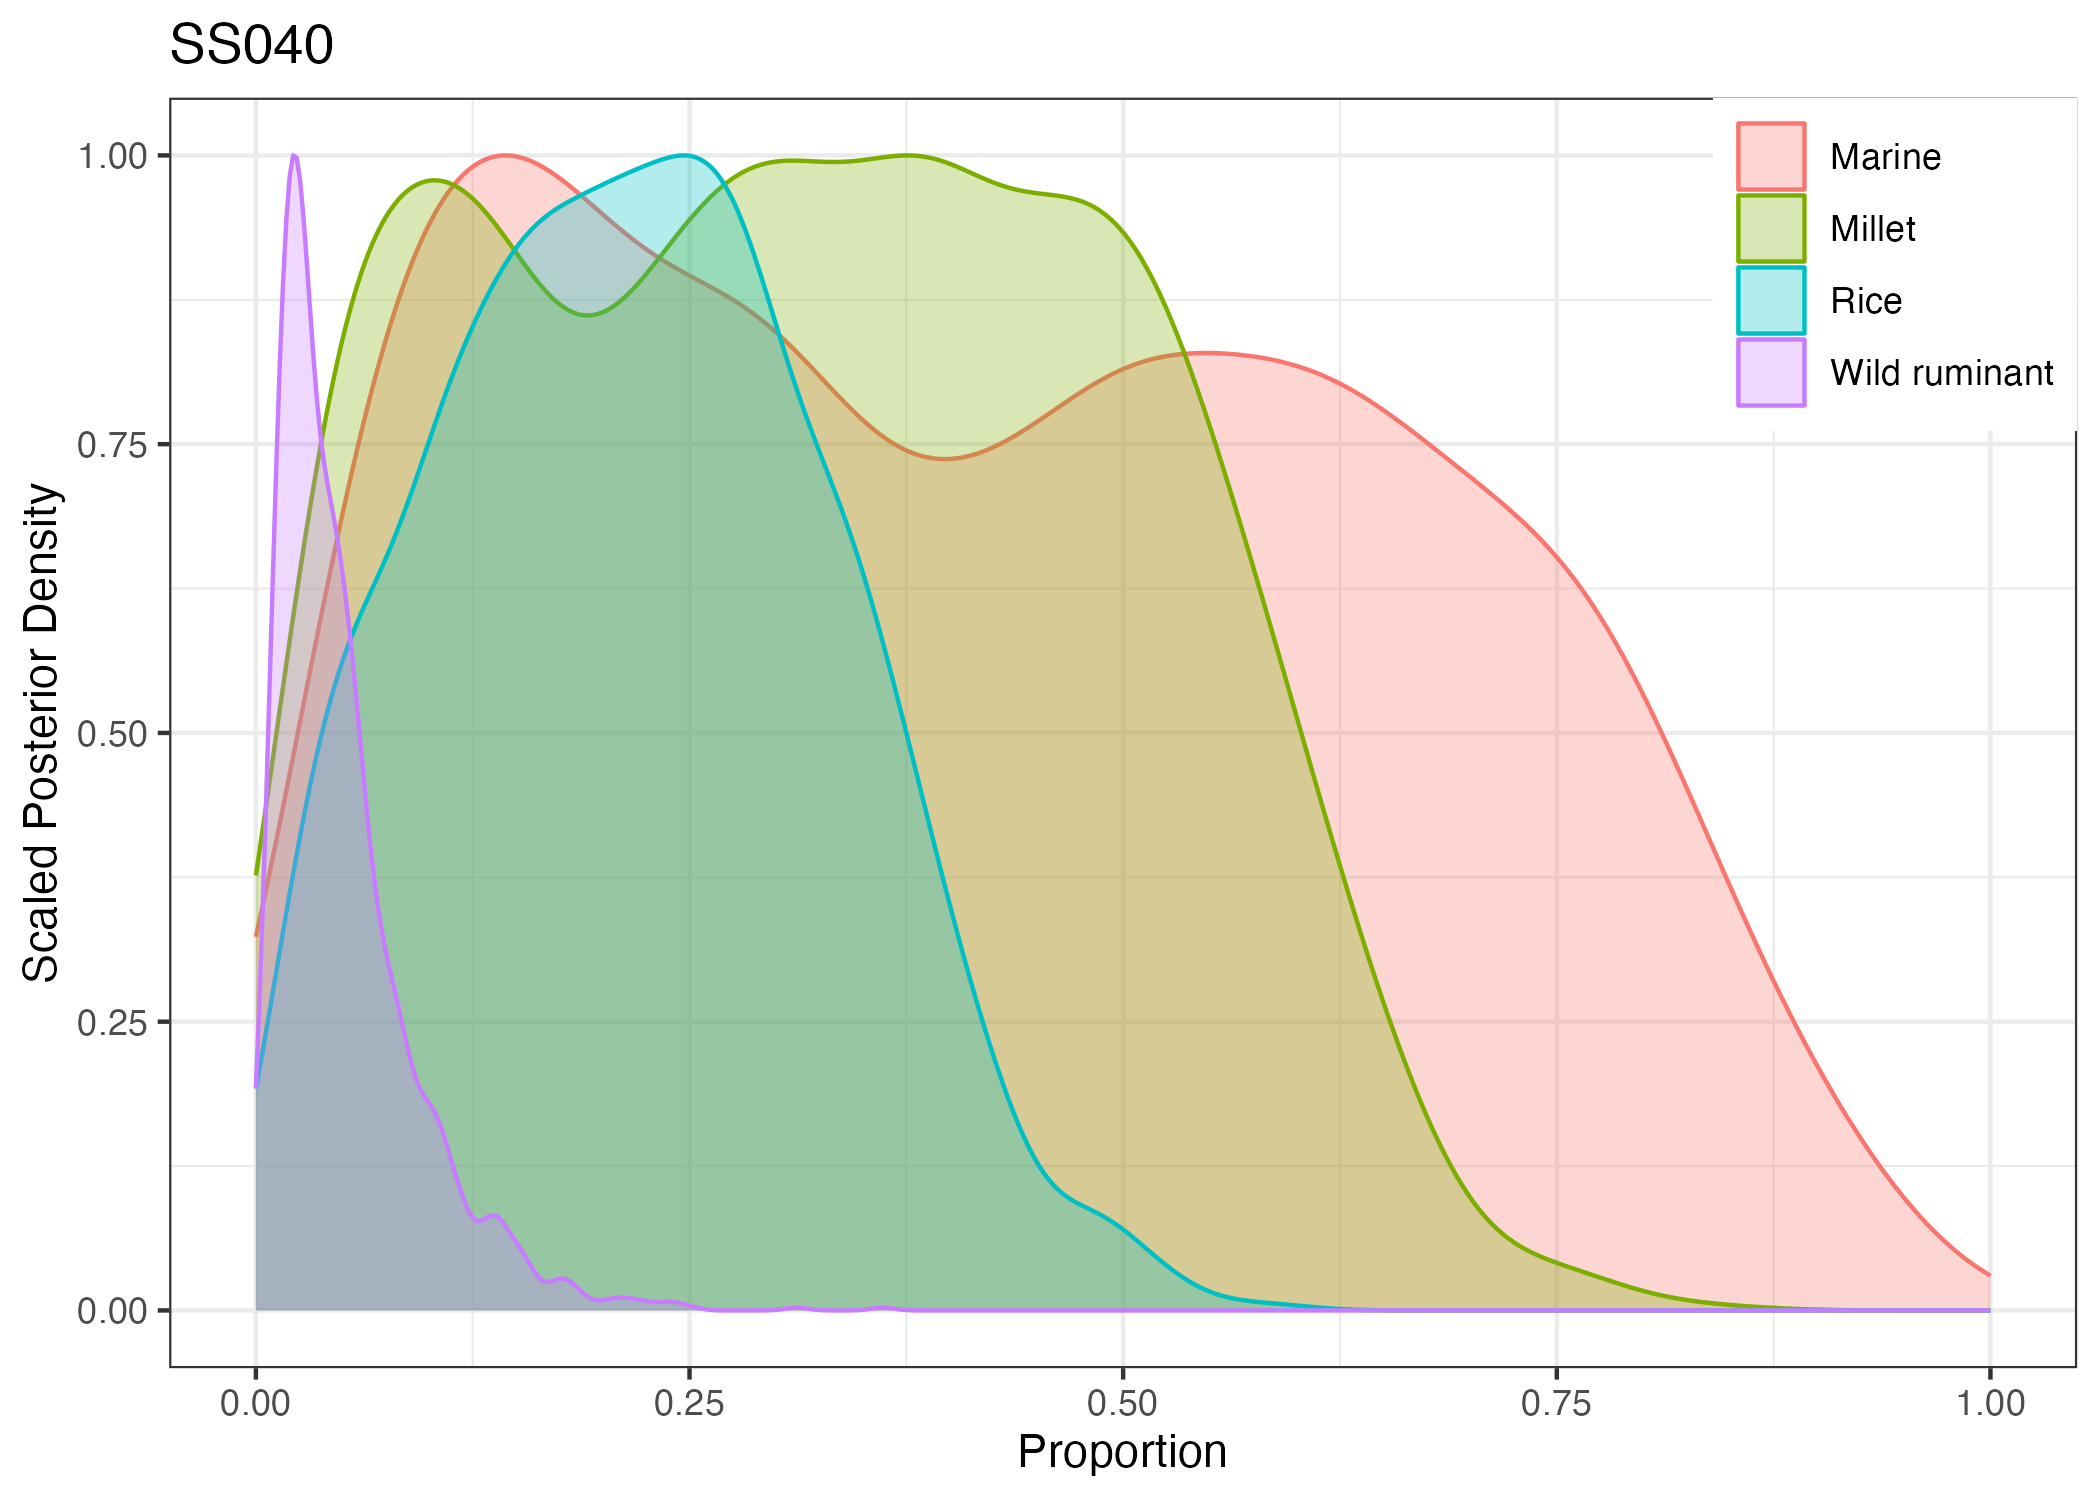 SS040
Marine
Millet
Rice
Wild ruminant
1.00
0.75
0.50
0.25
0.00
Scaled Posterior Density
0.00 0.25 0.50 0.75 1.00
Proportion